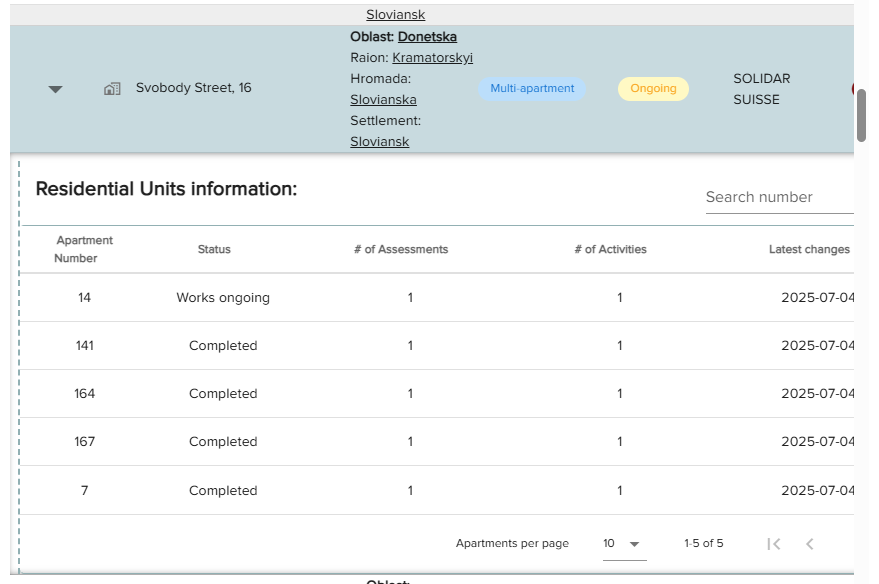 Sloviansk
Oblast: Donetska
Raion: Kramatorskyi
Hromada:
Slovianska
Settlement:
Sloviansk
Svobody Street, 16
Multi-apartment
Ongoing
SOLIDAR
SUISSE
Residential Units information:
Search number
Apartment
Number
Status
# of Assessments
# of Activities
Latest changes
14 Works ongoing 1 1 2025-07-04
141 Completed 1 1 2025-07-04
164 Completed 1 1 2025-07-04
167 Completed 1 1 2025-07-04
7 Completed 1 1 2025-07-04
Apartments per page 10 1-5 of 5
Oblast: